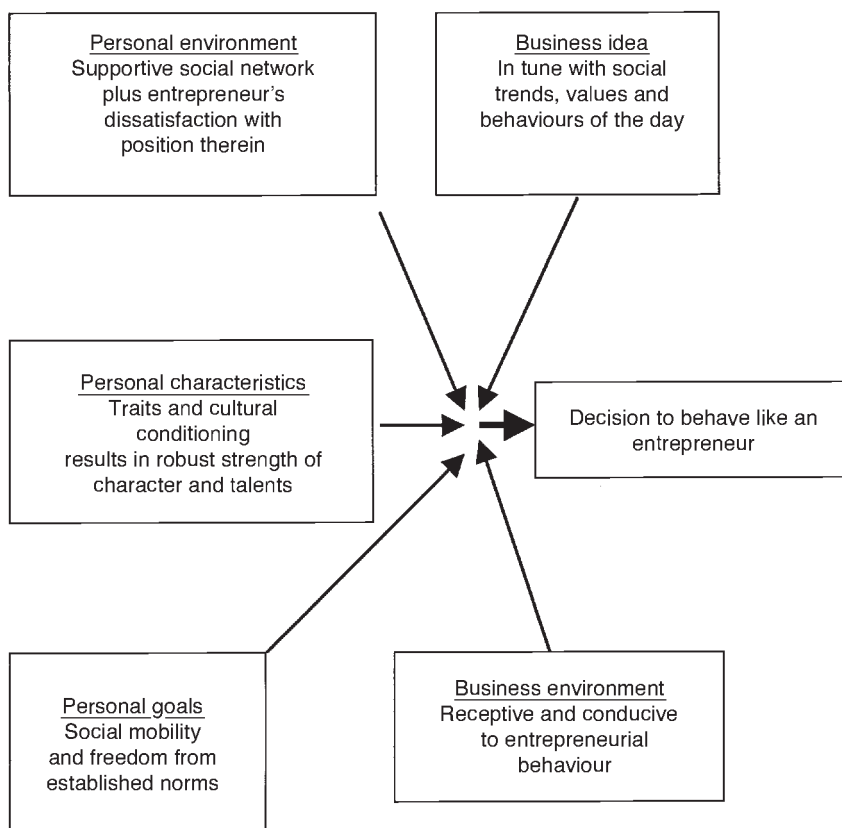 Personal environment
Supportive social network
plus entrepreneur's
dissatisfaction with
position therein
Business idea
In tune with social
trends, values and
behaviours of the day
Personal characteristics
Traits and cultural
conditioning
results in robust strength of
character and talents
Decision to behave like an
entrepreneur
Personal goals
Social mobility
and freedom from
established norms
Business environment
Receptive and conducive
to entrepreneurial
behaviour